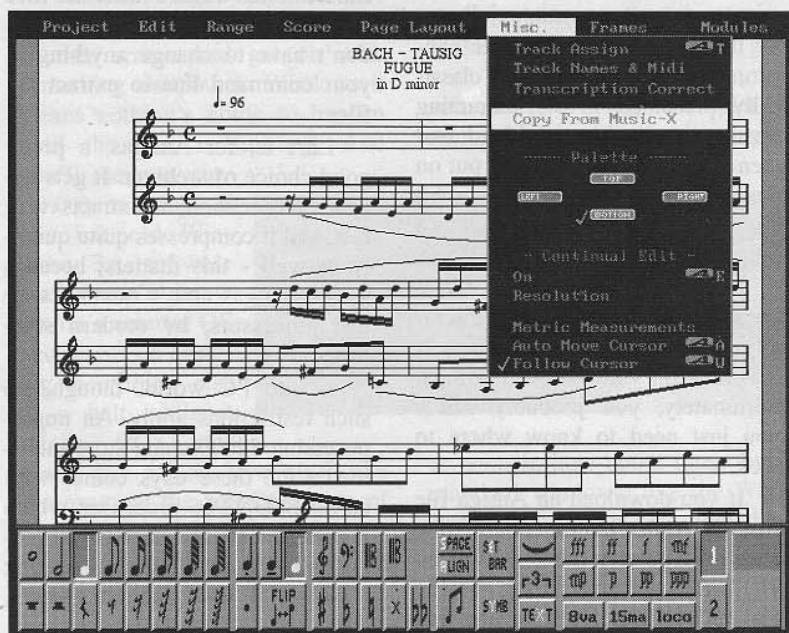 Project Edit Range Score Page Layout Misc. Frames Modules
BACH - TAUSIG
FUGUE
in D minor
= 96
Track Assign T
Track Names & Midi
Transcription Correct
Copy From Music-X
Palette
TOP
LEFT RIGHT
✓ BOTTOM
- Continual Edit -
On E
Resolution
Metric Measurements
Auto Move Cursor A
✓Follow Cursor U
SPACE
ALIGN
SET
BAR
fff ff f mf
3
mp p pp ppp
1
FLIP
x
SYMB
TEXT
8va 15ma loco
2